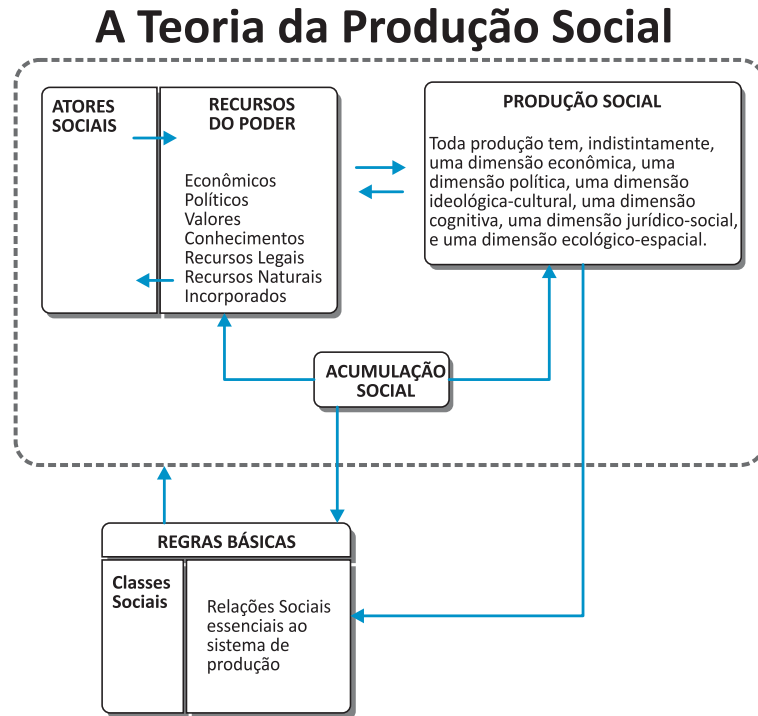 A Teoria da Produção Social
ATORES
SOCIAIS
RECURSOS
DO PODER
Econômicos
Políticos
Valores
Conhecimentos
Recursos Legais
Recursos Naturais
Incorporados
PRODUÇÃO SOCIAL
Toda produção tem, indistintamente,
uma dimensão econômica, uma
dimensão política, uma dimensão
ideológica-cultural, uma dimensão
cognitiva, uma dimensão jurídico-social,
e uma dimensão ecológico-espacial.
ACUMULAÇÃO
SOCIAL
REGRAS BÁSICAS
Classes
Sociais
Relações Sociais
essenciais ao
sistema de
produção